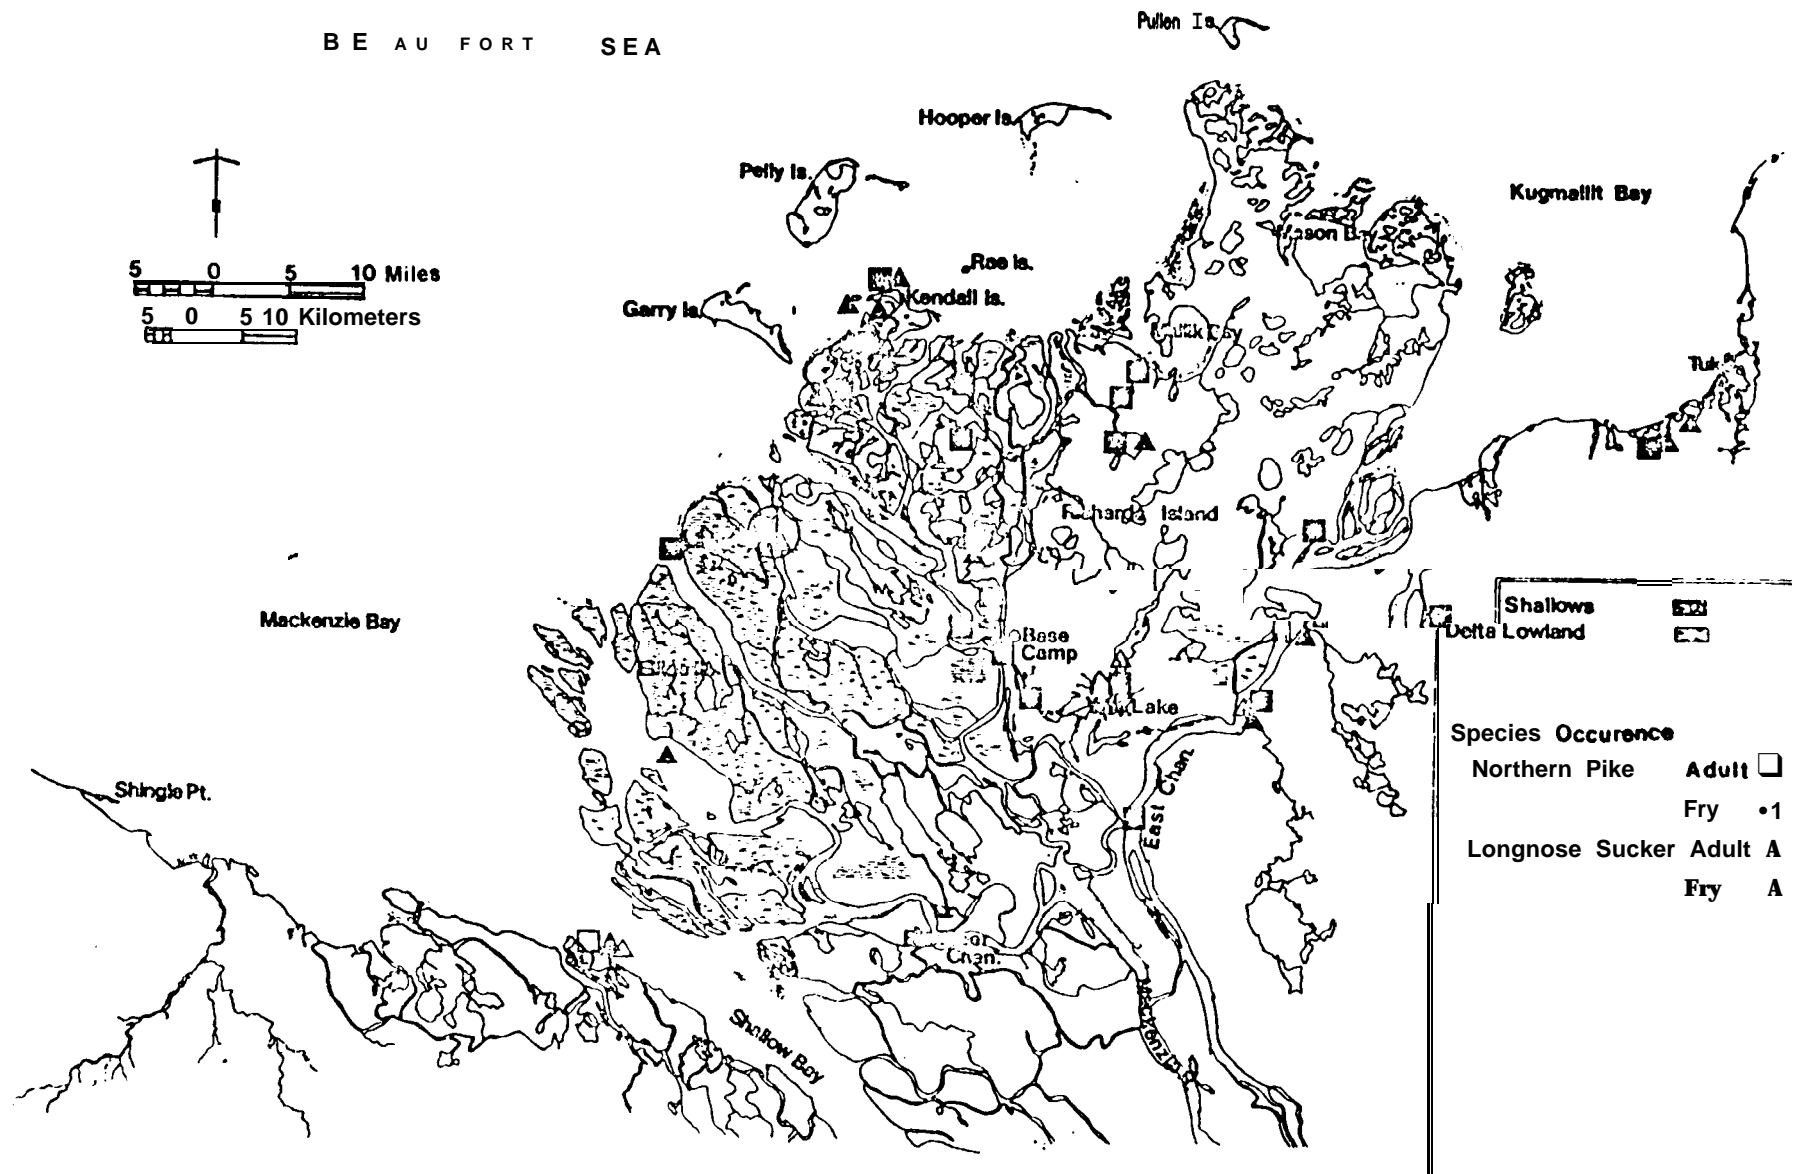 Pullen Is.
BE AU FORT SEA
Hooper Is.
Pelly Is.
Kugmallit Bay
5 0 5 10 Miles
5 0 5 10 Kilometers
Rae Is.
Kendall Is.
Garry Is.
Tuk
Island
Mackenzie Bay
Base
Camp
Shallows
Delta Lowland
Lake
Species Occurence
Northern Pike Adult
Fry •1
Longnose Sucker Adult A
Fry A
Shingle Pt.
East Chan
Chan.
Shallow Bay